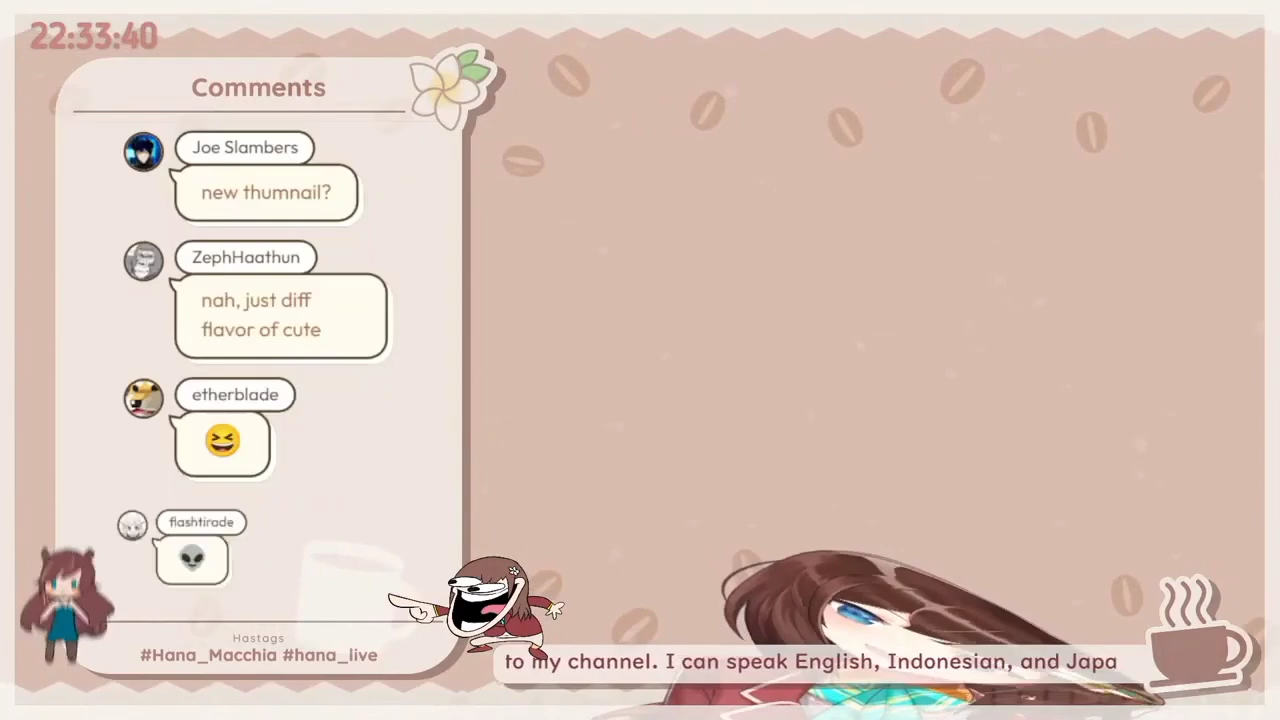 22:33:40
Comments
Joe Slambers
new thumnail?
ZephHaathun
nah, just diff
flavor of cute
etherblade
flashtirade
Hastags
#Hana_Macchia #hana_live
to my channel. I can speak English, Indonesian, and Japa